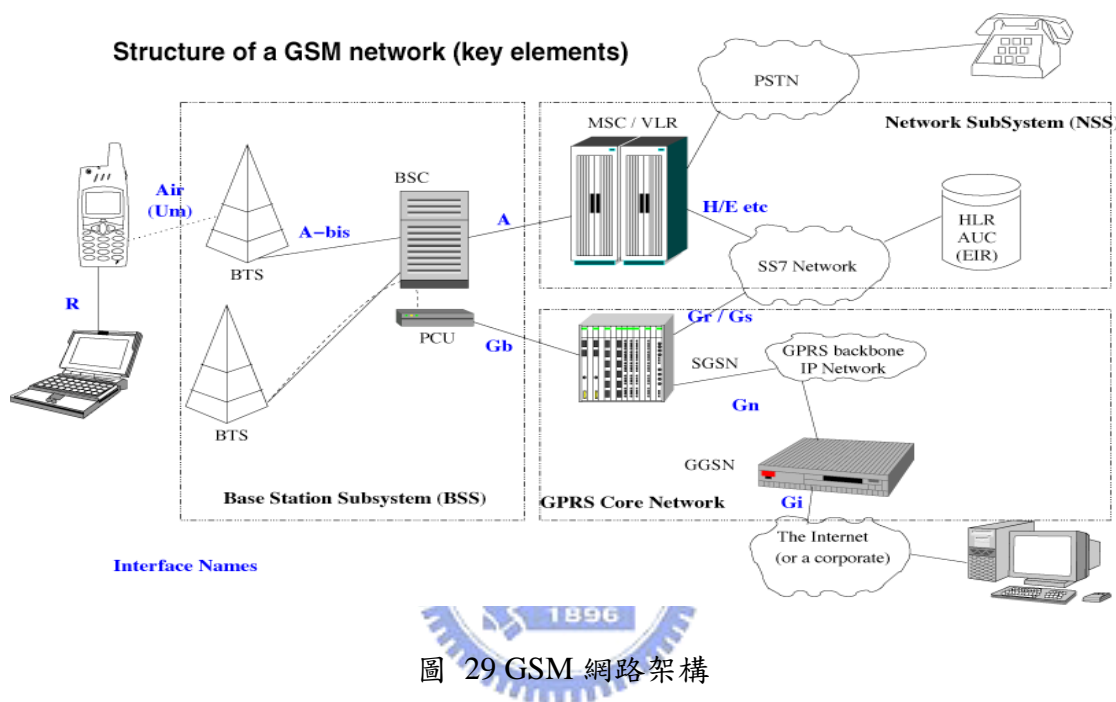 Structure of a GSM network (key elements)
PSTN
MSC / VLR
Network SubSystem (NSS)
BSC
Air
(Um)
A-bis
A
H/E etc
HLR
AUC
(EIR)
BTS
SS7 Network
R
PCU
Gb
Gr / Gs
SGSN
GPRS backbone
IP Network
Gn
BTS
GGSN
Base Station Subsystem (BSS)
GPRS Core Network
Gi
The Internet
(or a corporate)
Interface Names
1896
圖 29 GSM 網路架構